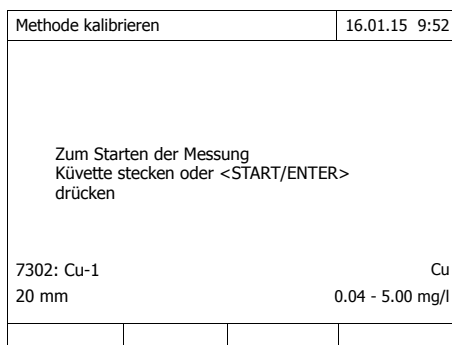 Methode kalibrieren 16.01.15 9:52
Zum Starten der Messung
Küvette stecken oder <START/ENTER>
drücken
7302: Cu-1 Cu
20 mm 0.04 - 5.00 mg/l